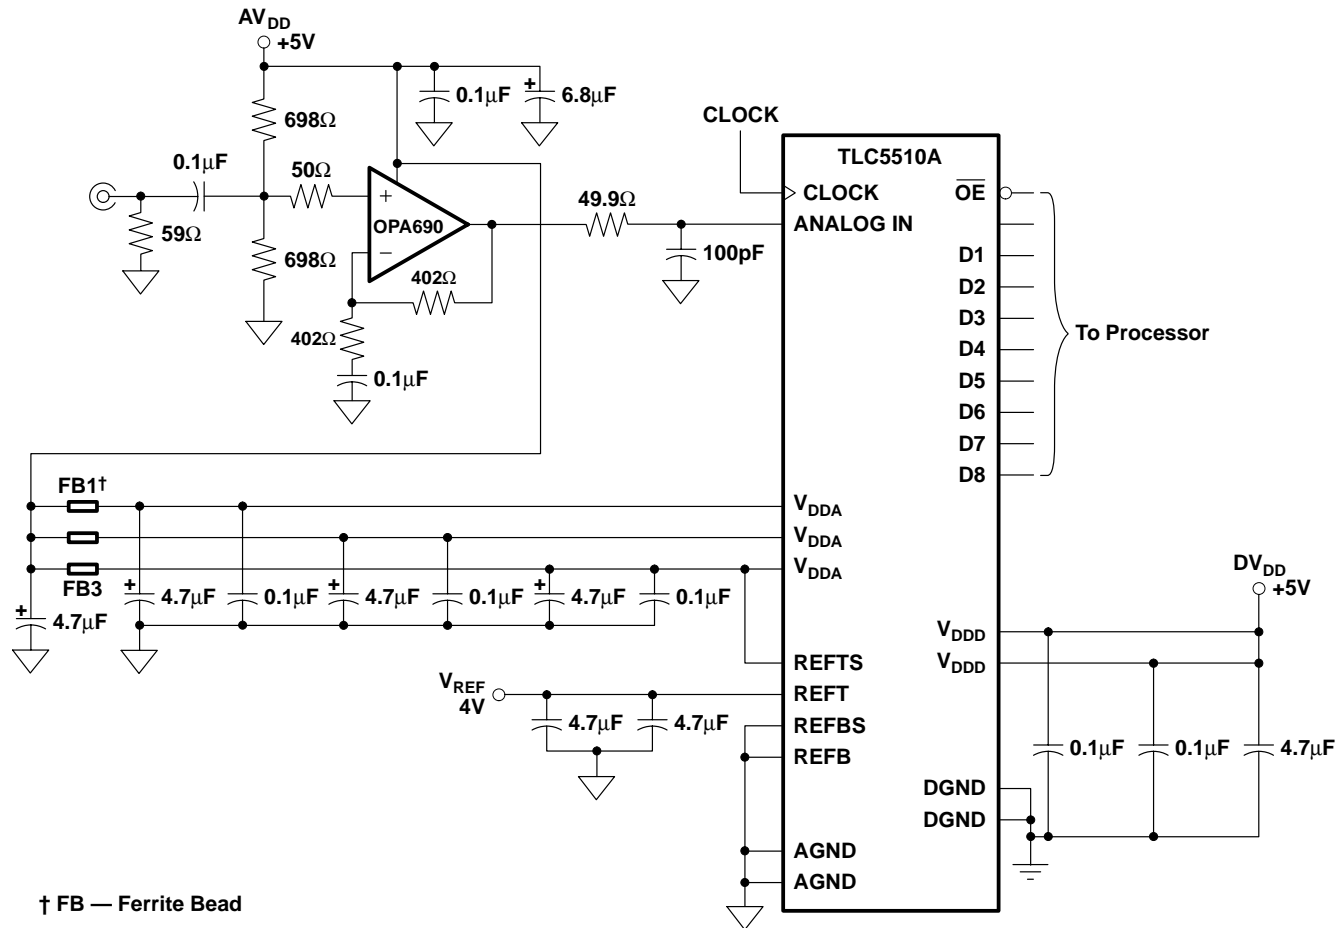 AVDD
+5V
698Ω
0.1μF
6.8μF
+
0.1μF
50Ω
59Ω
698Ω
+
OPA690
−
402Ω
402Ω
0.1μF
49.9Ω
100pF
CLOCK
TLC5510A
CLOCK
OE
ANALOG IN
D1
D2
D3
D4
D5
D6
D7
D8
To Processor
FB1†
FB3
+
4.7μF
+
4.7μF
0.1μF
+
4.7μF
0.1μF
+
4.7μF
0.1μF
VDDA
VDDA
VDDA
DVDD
+5V
VDDD
VDDD
REFTS
VREF
4V
REFT
4.7μF
4.7μF
REFBS
REFB
0.1μF
0.1μF
4.7μF
DGND
DGND
AGND
AGND
† FB — Ferrite Bead